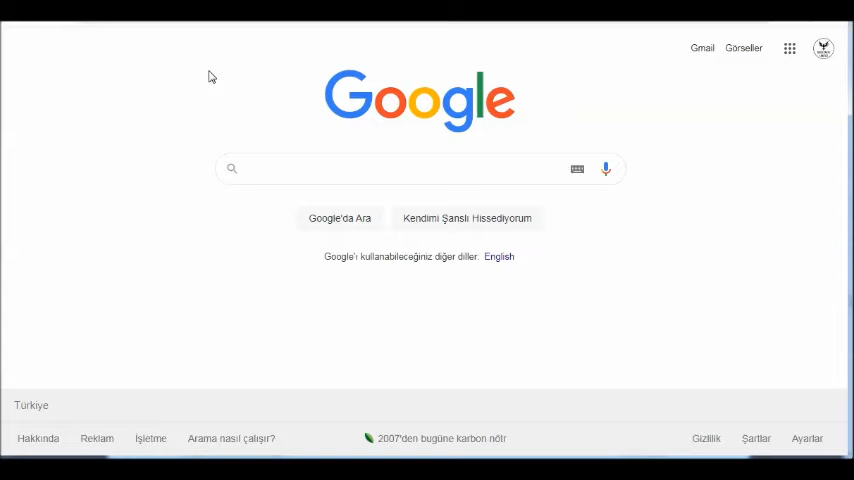 Gmail Görseller
Google
Google'da Ara Kendimi Şanslı Hissediyorum
Google'ı kullanabileceğiniz diğer diller: English
Türkiye
Hakkında Reklam İşletme Arama nasıl çalışır? 2007'den bugüne karbon nötr Gizlilik Şartlar Ayarlar